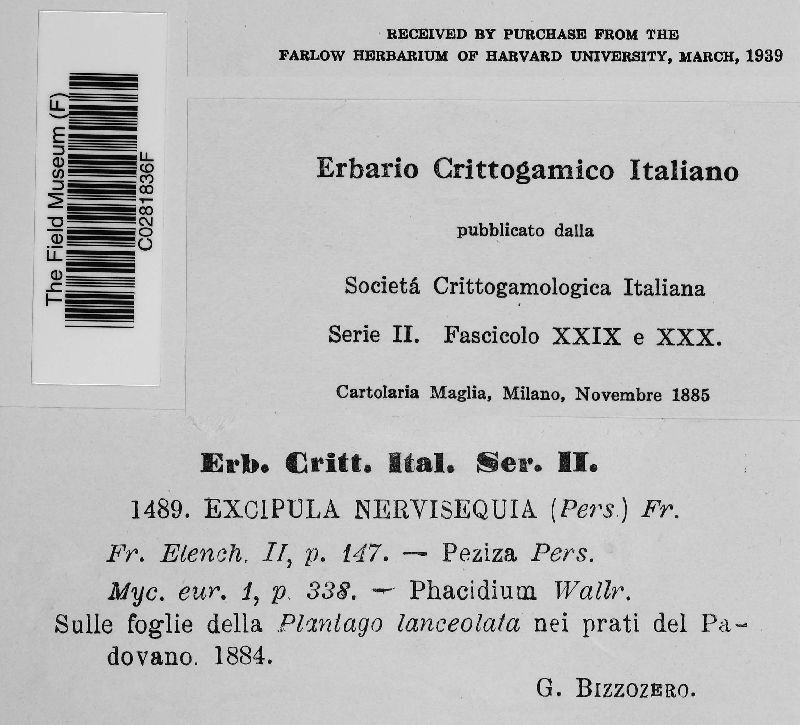 RECEIVED BY PURCHASE FROM THE
FARLOW HERBARIUM OF HARVARD UNIVERSITY, MARCH, 1939
The Field Museum (F)
C0281836F
Erbario Crittogamico Italiano
pubblicato dalla
Societá Crittogamologica Italiana
Serie II. Fascicolo XXIX e XXX.
Cartolaria Maglia, Milano, Novembre 1885
Erb. Critt. Ital. Ser. II.
1489. EXCIPULA NERVISEQUIA (Pers.) Fr.
Fr. Elench. II, p. 147. — Peziza Pers.
Myc. eur. 1, p. 338. — Phacidium Wallr.
Sulle foglie della Plantago lanceolata nei prati del Pa-
dovano. 1884.
G. BIZZOZERO.